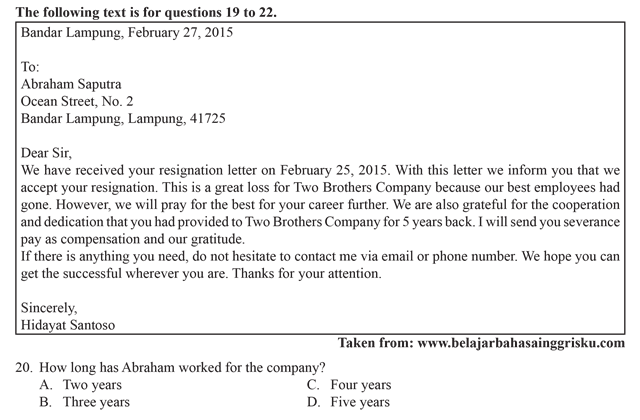 The following text is for questions 19 to 22.
Bandar Lampung, February 27, 2015
To:
Abraham Saputra
Ocean Street, No. 2
Bandar Lampung, Lampung, 41725
Dear Sir,
We have received your resignation letter on February 25, 2015. With this letter we inform you that we
accept your resignation. This is a great loss for Two Brothers Company because our best employees had
gone. However, we will pray for the best for your career further. We are also grateful for the cooperation
and dedication that you had provided to Two Brothers Company for 5 years back. I will send you severance
pay as compensation and our gratitude.
If there is anything you need, do not hesitate to contact me via email or phone number. We hope you can
get the successful wherever you are. Thanks for your attention.
Sincerely,
Hidayat Santoso
Taken from: www.belajarbahasainggrisku.com
20. How long has Abraham worked for the company?
A. Two years
B. Three years
C. Four years
D. Five years